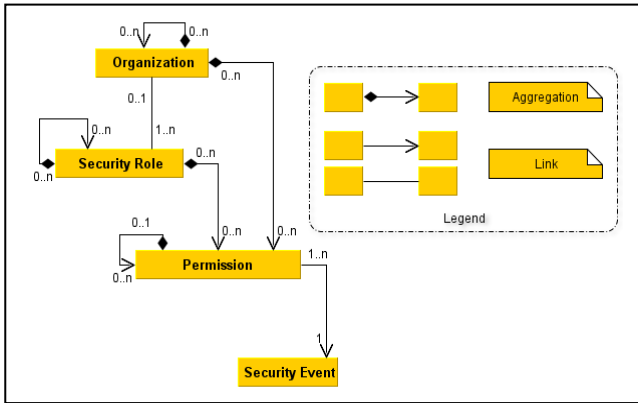 0..n
0..n
Organization
0..n
0..1
1..n
0..n
Security Role
0..n
0..n
0..n
0..n
0..1
Permission
0..n
1..n
1
Security Event
Aggregation
Link
Legend